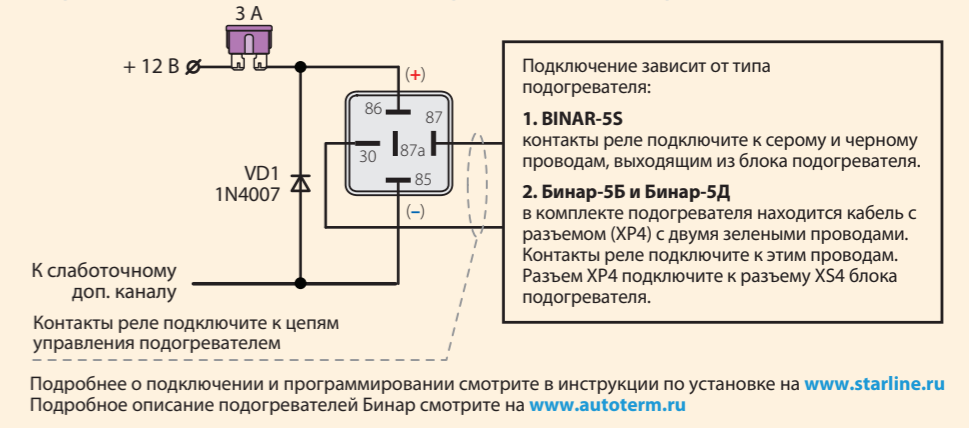 3 А
+ 12 В
(+)
86
87
30
87a
85
(–)
VD1
1N4007
К слаботочному
доп. каналу
Контакты реле подключите к цепям
управления подогревателем
Подключение зависит от типа
подогревателя:
1. BINAR-5S
контакты реле подключите к серому и черному
проводам, выходящим из блока подогревателя.
2. Бинар-5Б и Бинар-5Д
в комплекте подогревателя находится кабель с
разъемом (XP4) с двумя зелеными проводами.
Контакты реле подключите к этим проводам.
Разъем XP4 подключите к разъему XS4 блока
подогревателя.
Подробнее о подключении и программировании смотрите в инструкции по установке на www.starline.ru
Подробное описание подогревателей Бинар смотрите на www.autoterm.ru